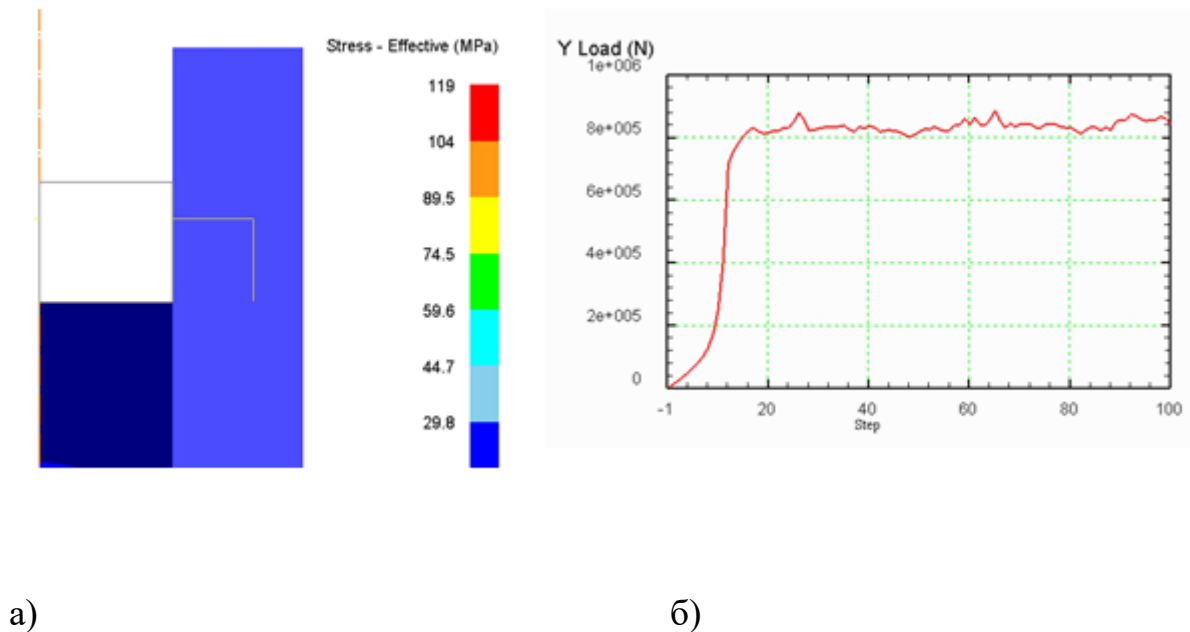 Stress - Effective (MPa)
119
104
89.5
74.5
59.6
44.7
29.8
Y Load (N)
1e+006
8e+005
6e+005
4e+005
2e+005
0
-1 20 40 60 80 100
Step
а) б)